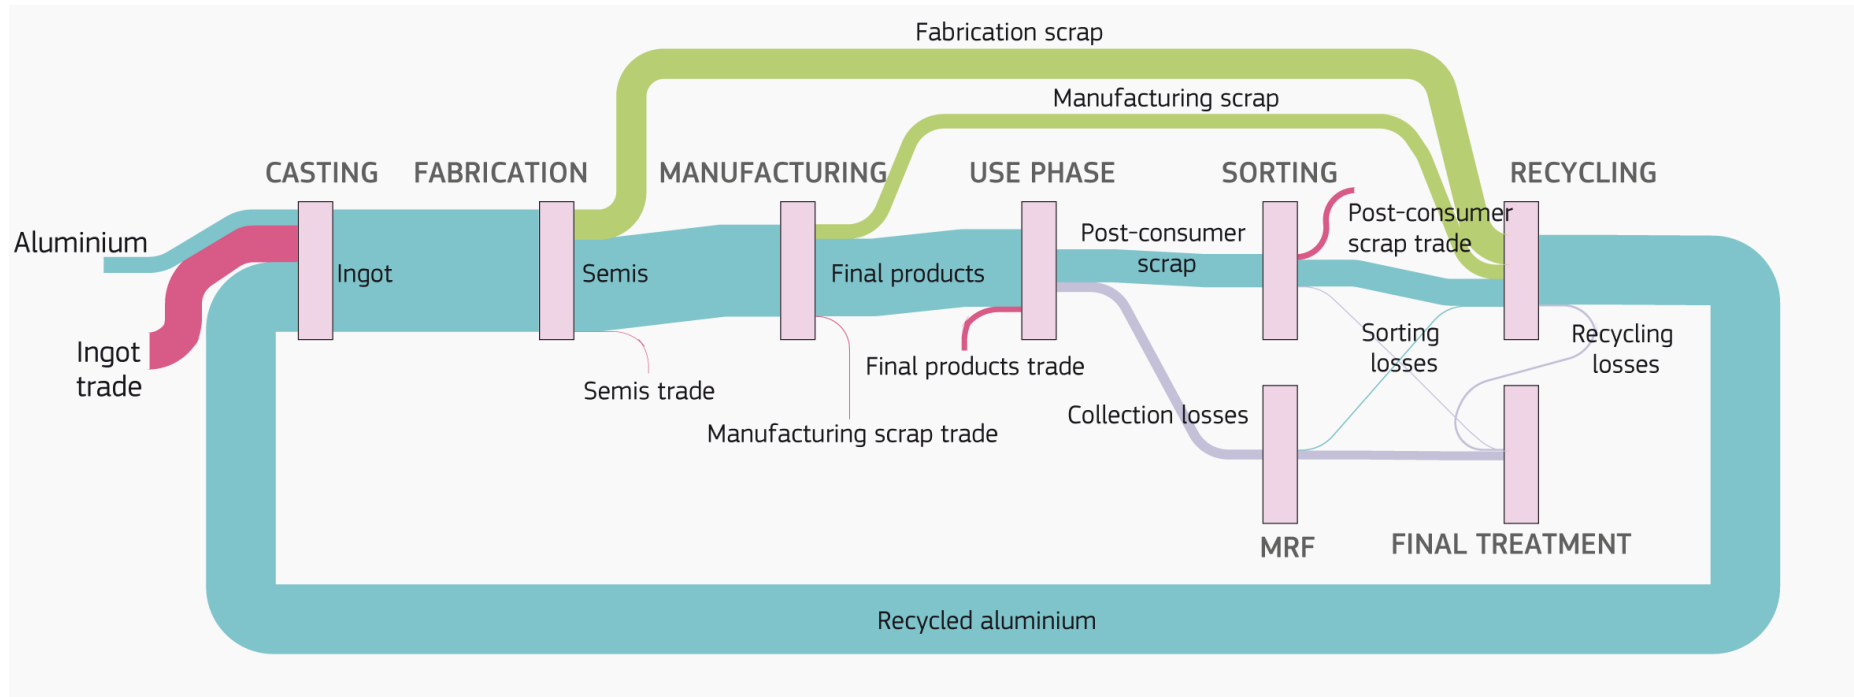 Fabrication scrap
Manufacturing scrap
CASTING
FABRICATION
MANUFACTURING
USE PHASE
SORTING
RECYCLING
Aluminium
Ingot
Semis
Final products
Post-consumer
scrap
Post-consumer
scrap trade
Ingot
trade
Semis trade
Manufacturing scrap trade
Final products trade
Collection losses
Sorting
losses
Recycling
losses
MRF
FINAL TREATMENT
Recycled aluminium